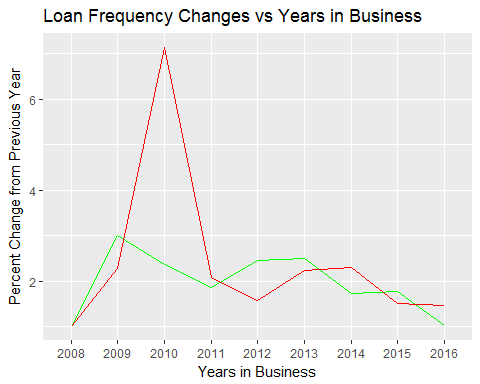 Loan Frequency Changes vs Years in Business
Percent Change from Previous Year
6
4
2
2008 2009 2010 2011 2012 2013 2014 2015 2016
Years in Business